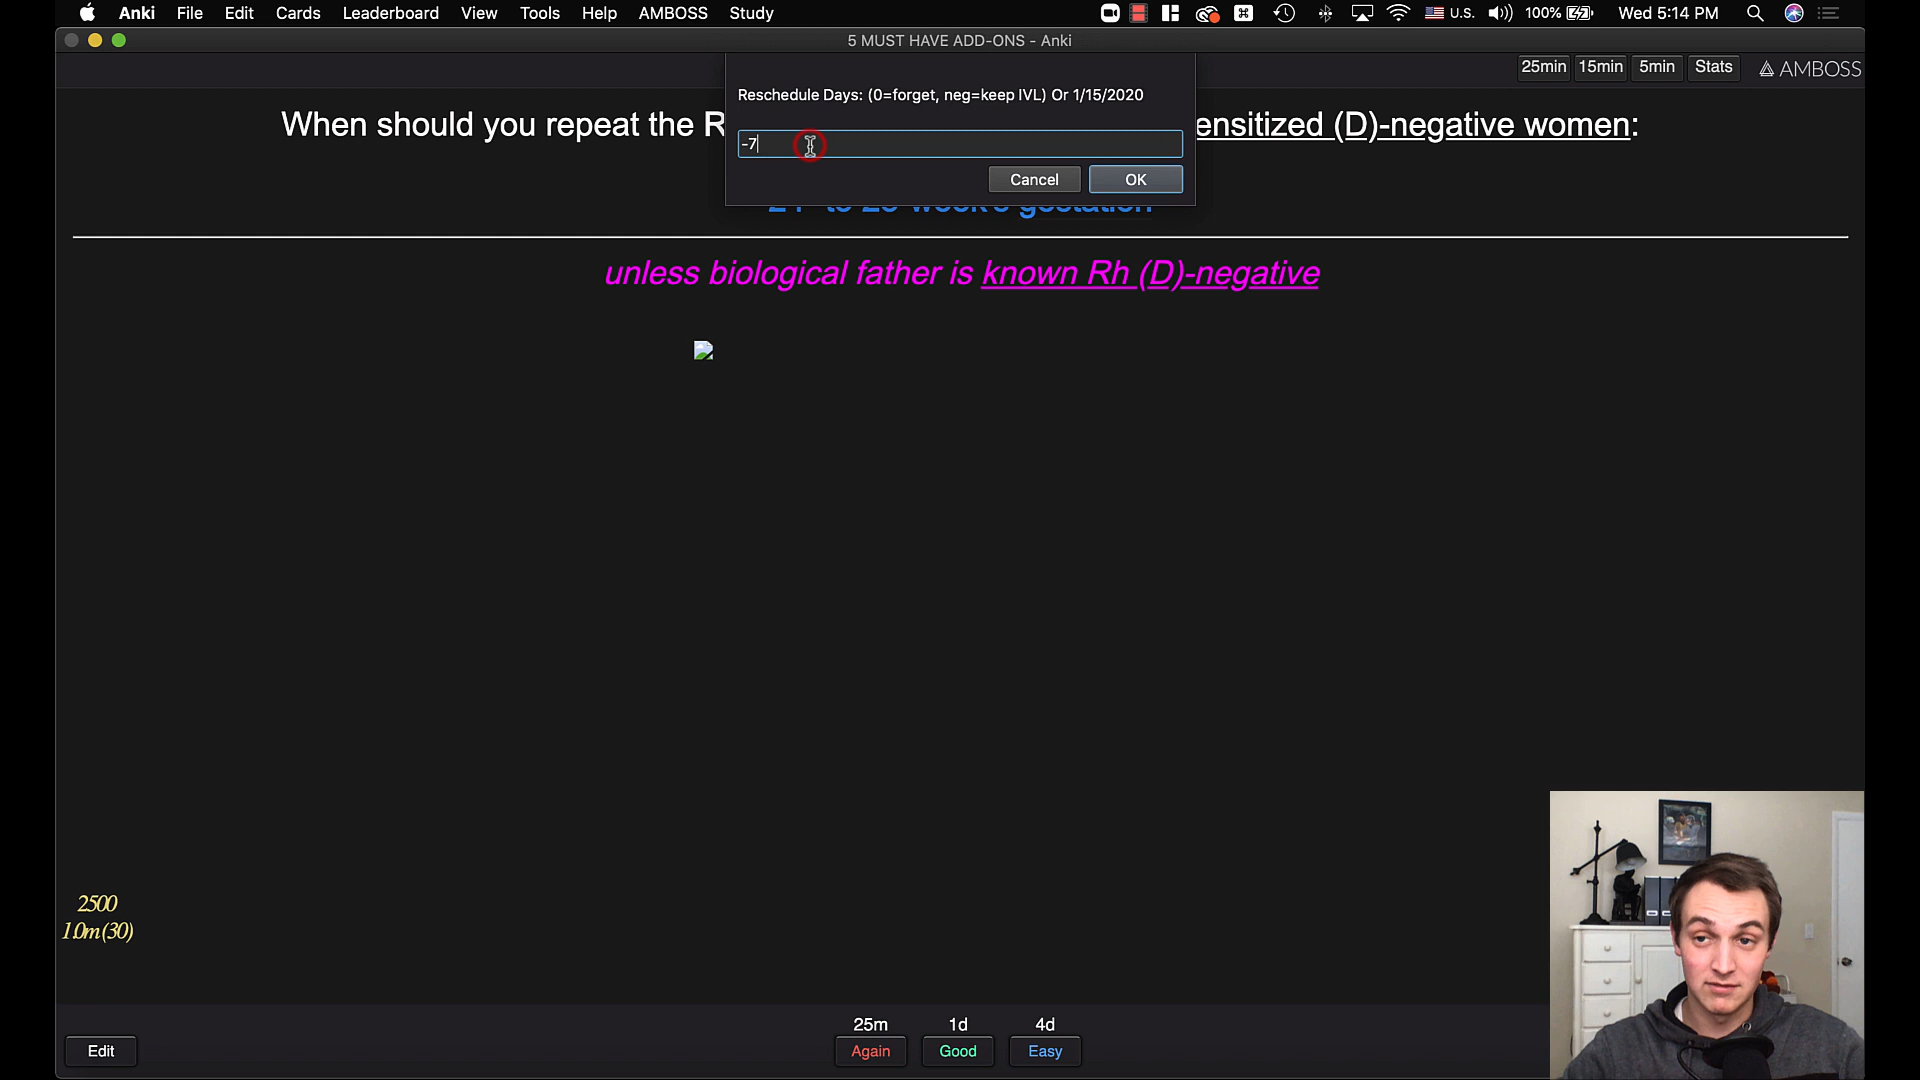 Anki File Edit Cards Leaderboard View Tools Help AMBOSS Study U.S. 100% Wed 5:14 PM
5 MUST HAVE ADD-ONS - Anki
25min 15min 5min Stats AMBOSS
Reschedule Days: (0=forget, neg=keep IVL) Or 1/15/2020
When should you repeat the R
ensitized (D)-negative women:
-7
Cancel OK
gestation
unless biological father is known Rh (D)-negative
2500
1.0m(30)
25m 1d 4d
Edit Again Good Easy